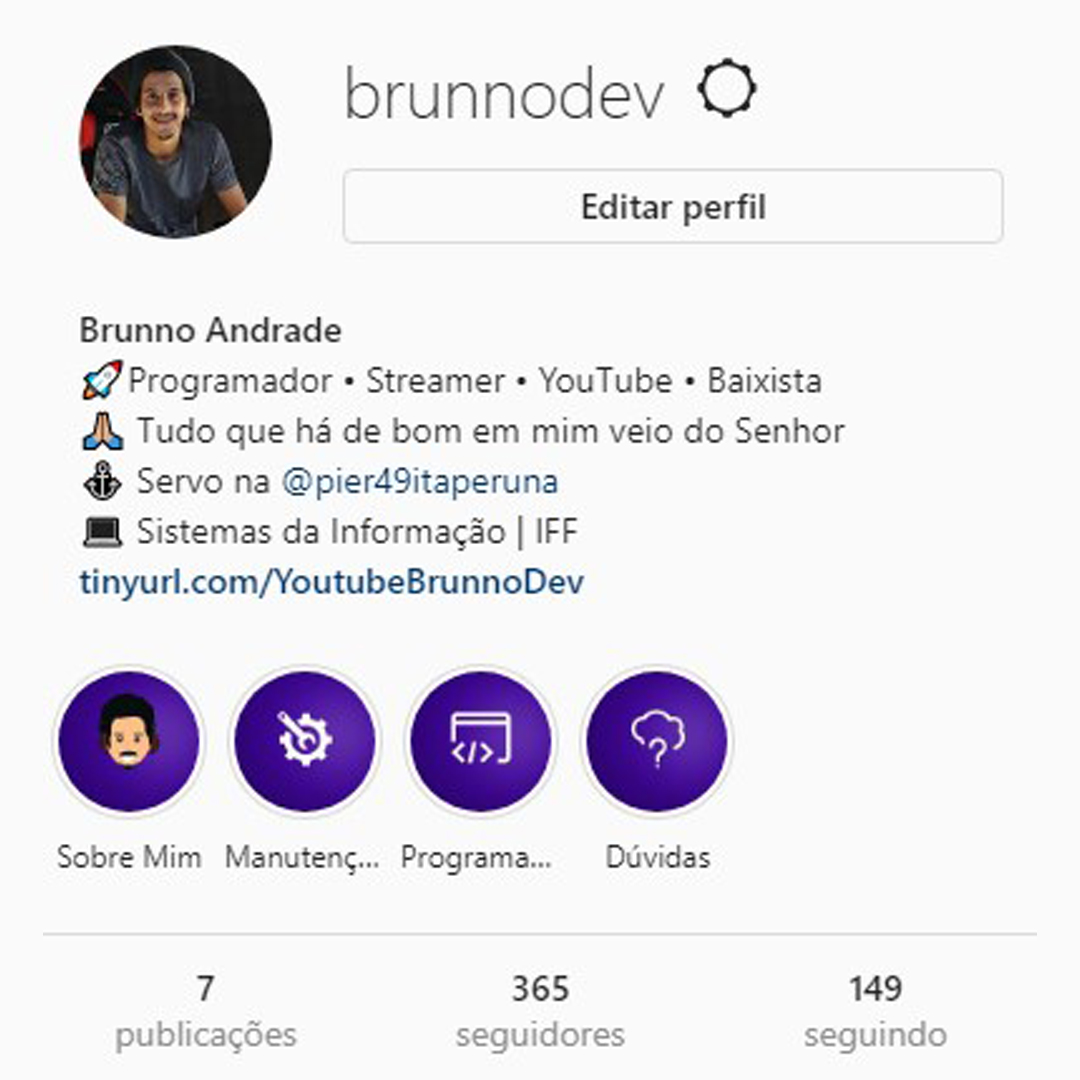 brunnodev
Editar perfil
Brunno Andrade
🚀Programador • Streamer • YouTube • Baixista
🙏🏼 Tudo que há de bom em mim veio do Senhor
⚓ Servo na @pier49itaperuna
💻 Sistemas da Informação | IFF
tinyurl.com/YoutubeBrunnoDev
</>
?
Sobre Mim Manutenç... Programa... Dúvidas
7 365 149
publicações seguidores seguindo